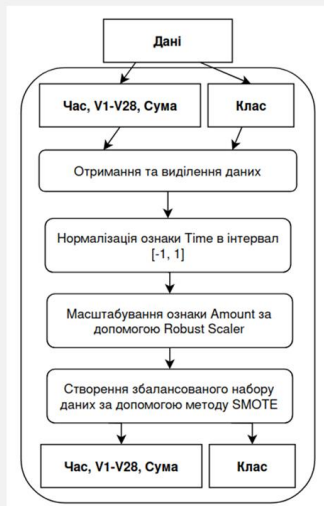 Дані
Час, V1-V28, Сума
Клас
Отримання та виділення даних
Нормалізація ознаки Time в інтервал
[-1, 1]
Масштабування ознаки Amount за
допомогою Robust Scaler
Створення збалансованого набору
даних за допомогою методу SMOTE
Час, V1-V28, Сума
Клас